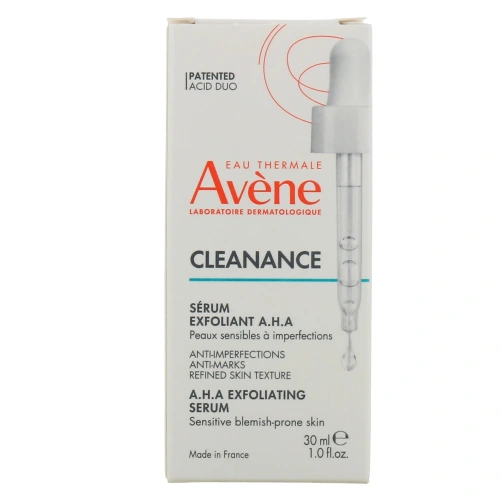 PATENTED
ACID DUO
EAU THERMALE
Avène
LABORATOIRE DERMATOLOGIQUE
CLEANANCE
SÉRUM
EXFOLIANT A.H.A
Peaux sensibles à imperfections
ANTI-IMPERFECTIONS
ANTI-MARKS
REFINED SKIN TEXTURE
A.H.A EXFOLIATING
SERUM
Sensitive blemish-prone skin
30 ml ℮
Made in France 1.0 fl.oz.